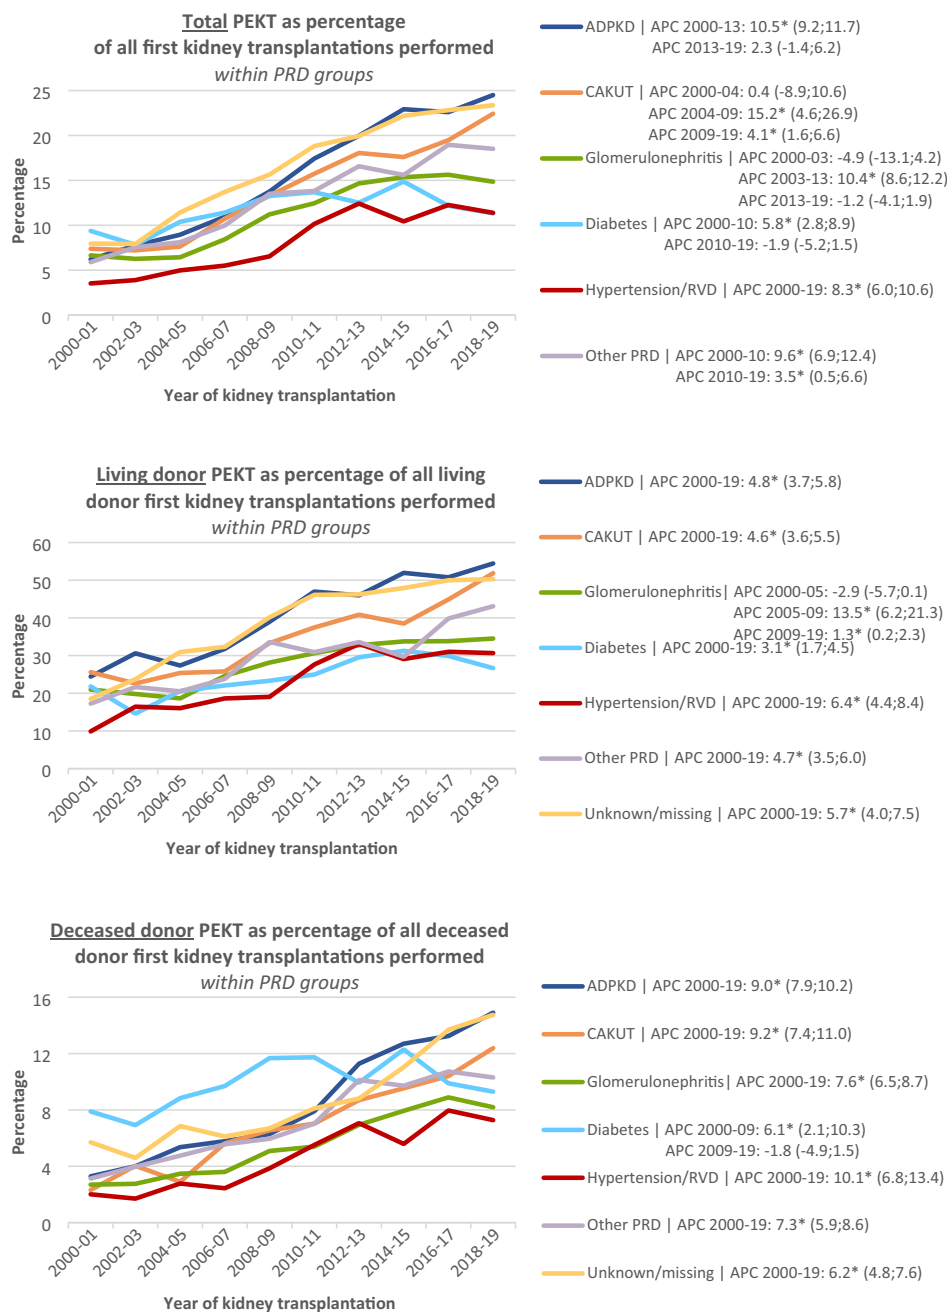 Total PEKT as percentage
of all first kidney transplantations performed
within PRD groups
Percentage
25
20
15
10
5
0
2000-01
2002-03
2004-05
2006-07
2008-09
2010-11
2012-13
2014-15
2016-17
2018-19
Year of kidney transplantation
ADPKD | APC 2000-13: 10.5* (9.2;11.7)
APC 2013-19: 2.3 (-1.4;6.2)
CAKUT | APC 2000-04: 0.4 (-8.9;10.6)
APC 2004-09: 15.2* (4.6;26.9)
APC 2009-19: 4.1* (1.6;6.6)
Glomerulonephritis | APC 2000-03: -4.9 (-13.1;4.2)
APC 2003-13: 10.4* (8.6;12.2)
APC 2013-19: -1.2 (-4.1;1.9)
Diabetes | APC 2000-10: 5.8* (2.8;8.9)
APC 2010-19: -1.9 (-5.2;1.5)
Hypertension/RVD | APC 2000-19: 8.3* (6.0;10.6)
Other PRD | APC 2000-10: 9.6* (6.9;12.4)
APC 2010-19: 3.5* (0.5;6.6)
Living donor PEKT as percentage of all living
donor first kidney transplantations performed
within PRD groups
Percentage
60
50
40
30
20
10
0
2000-01
2002-03
2004-05
2006-07
2008-09
2010-11
2012-13
2014-15
2016-17
2018-19
Year of kidney transplantation
ADPKD | APC 2000-19: 4.8* (3.7;5.8)
CAKUT | APC 2000-19: 4.6* (3.6;5.5)
Glomerulonephritis| APC 2000-05: -2.9 (-5.7;0.1)
APC 2005-09: 13.5* (6.2;21.3)
APC 2009-19: 1.3* (0.2;2.3)
Diabetes | APC 2000-19: 3.1* (1.7;4.5)
Hypertension/RVD | APC 2000-19: 6.4* (4.4;8.4)
Other PRD | APC 2000-19: 4.7* (3.5;6.0)
Unknown/missing | APC 2000-19: 5.7* (4.0;7.5)
Deceased donor PEKT as percentage of all deceased
donor first kidney transplantations performed
within PRD groups
Percentage
16
12
8
4
0
2000-01
2002-03
2004-05
2006-07
2008-09
2010-11
2012-13
2014-15
2016-17
2018-19
Year of kidney transplantation
ADPKD | APC 2000-19: 9.0* (7.9;10.2)
CAKUT | APC 2000-19: 9.2* (7.4;11.0)
Glomerulonephritis| APC 2000-19: 7.6* (6.5;8.7)
Diabetes | APC 2000-09: 6.1* (2.1;10.3)
APC 2009-19: -1.8 (-4.9;1.5)
Hypertension/RVD | APC 2000-19: 10.1* (6.8;13.4)
Other PRD | APC 2000-19: 7.3* (5.9;8.6)
Unknown/missing | APC 2000-19: 6.2* (4.8;7.6)